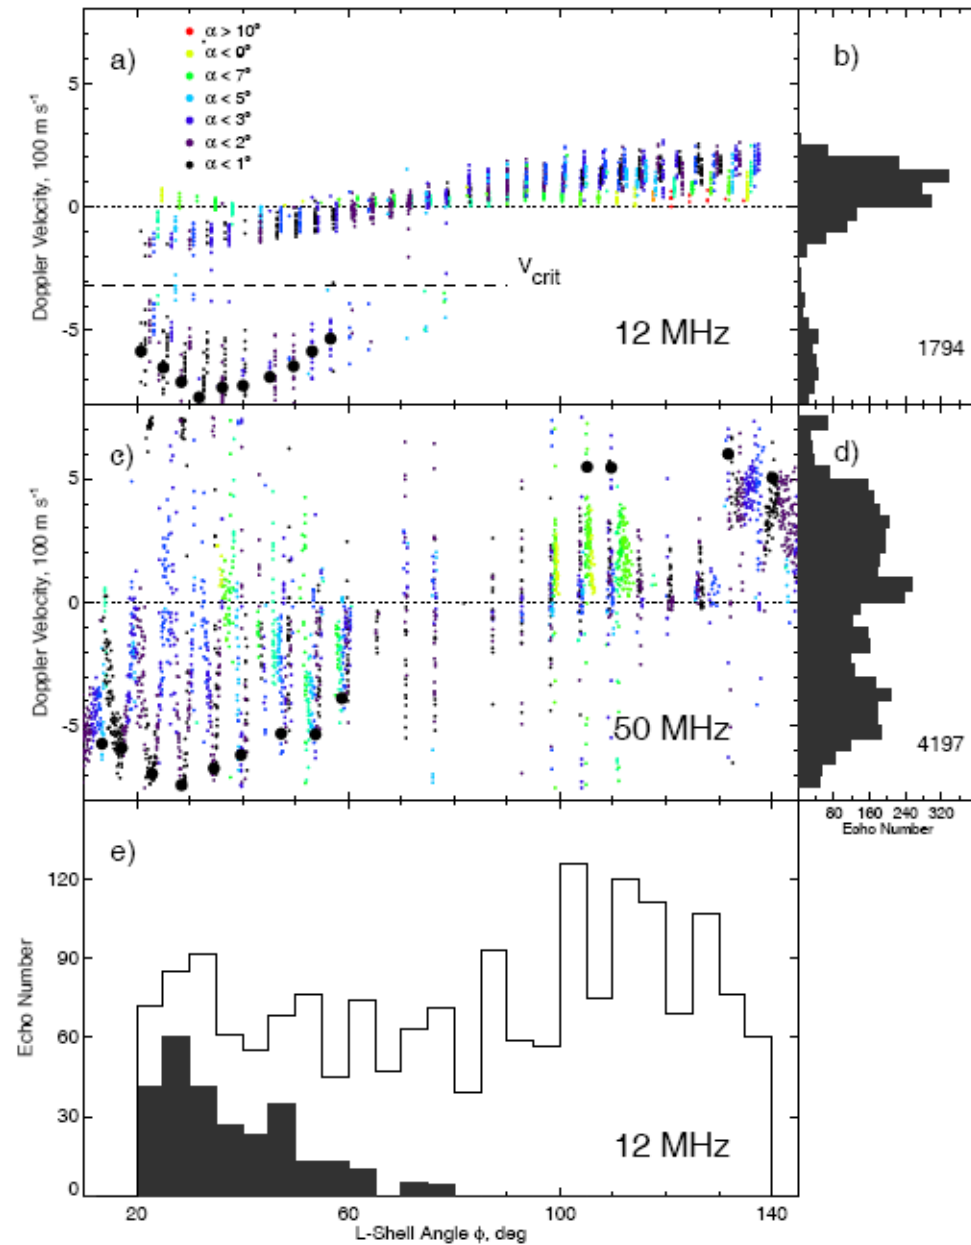 a)
α > 10°
α < 9°
α < 7°
α < 5°
α < 3°
α < 2°
α < 1°
b)
5
0
-5
Doppler Velocity, 100 m s⁻¹
Vcrit
12 MHz
1794
c)
d)
5
0
-5
Doppler Velocity, 100 m s⁻¹
50 MHz
4197
80 160 240 320
Echo Number
e)
120
90
60
30
0
Echo Number
12 MHz
20 60 100 140
L-Shell Angle ϕ, deg